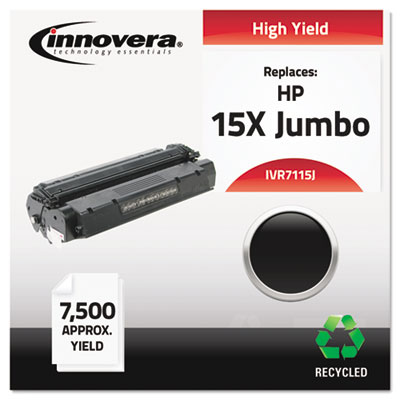 innovera
technology essentials
High Yield
Replaces:
HP
15X Jumbo
IVR7115J
7,500
APPROX.
YIELD
RECYCLED